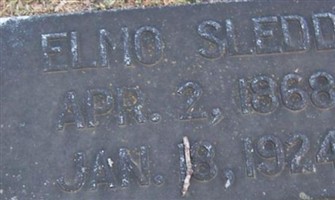 ELMO SLEDD
APR. 2, 1868
JAN. 18, 1924